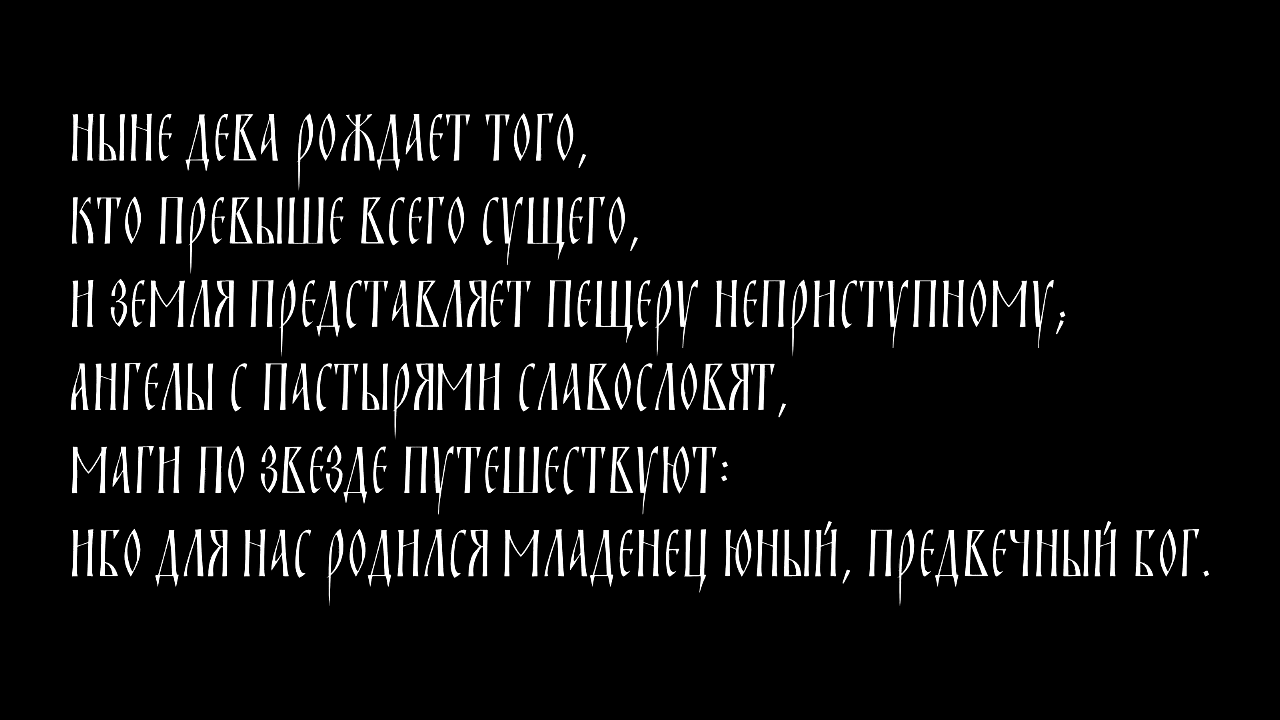 Ныне Дева рождает Того,
Кто превыше всего сущего,
и земля представляет пещеру Неприступному;
ангелы с пастырями славословят,
маги по звезде путешествуют:
ибо для нас родился Младенец юный, предвечный Бог.